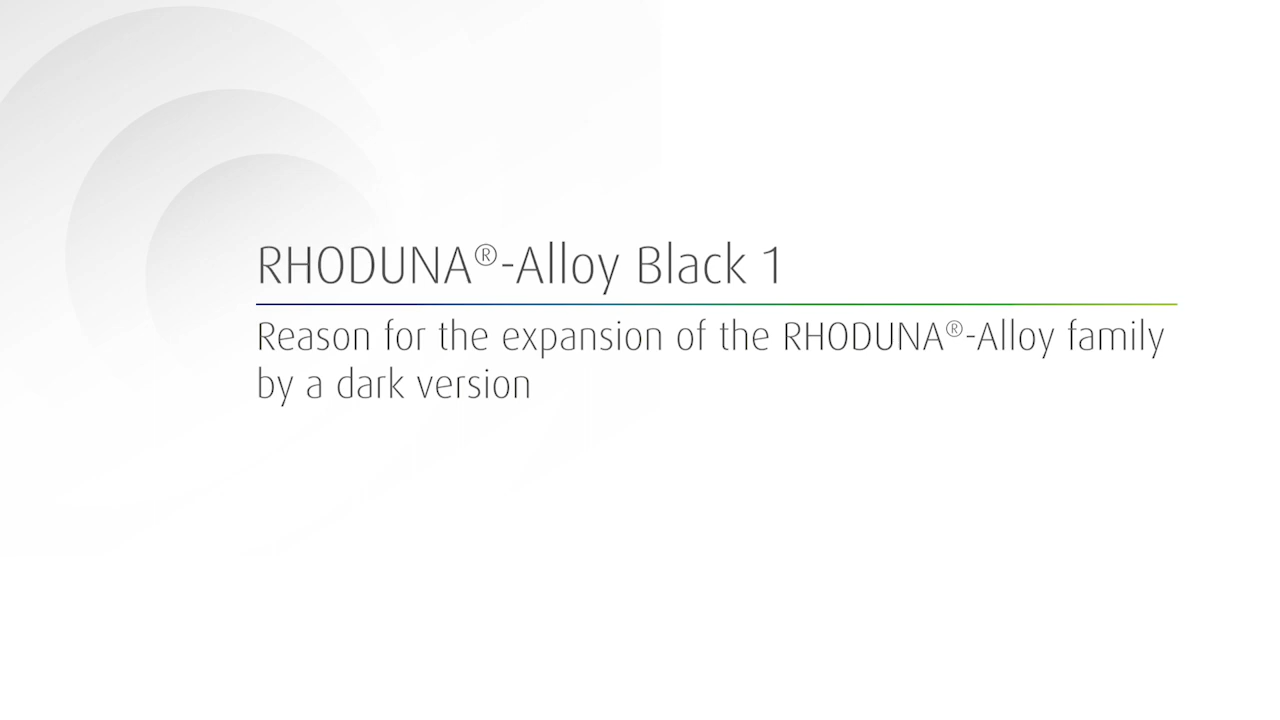 RHODUNA®-Alloy Black 1
Reason for the expansion of the RHODUNA®-Alloy family
by a dark version